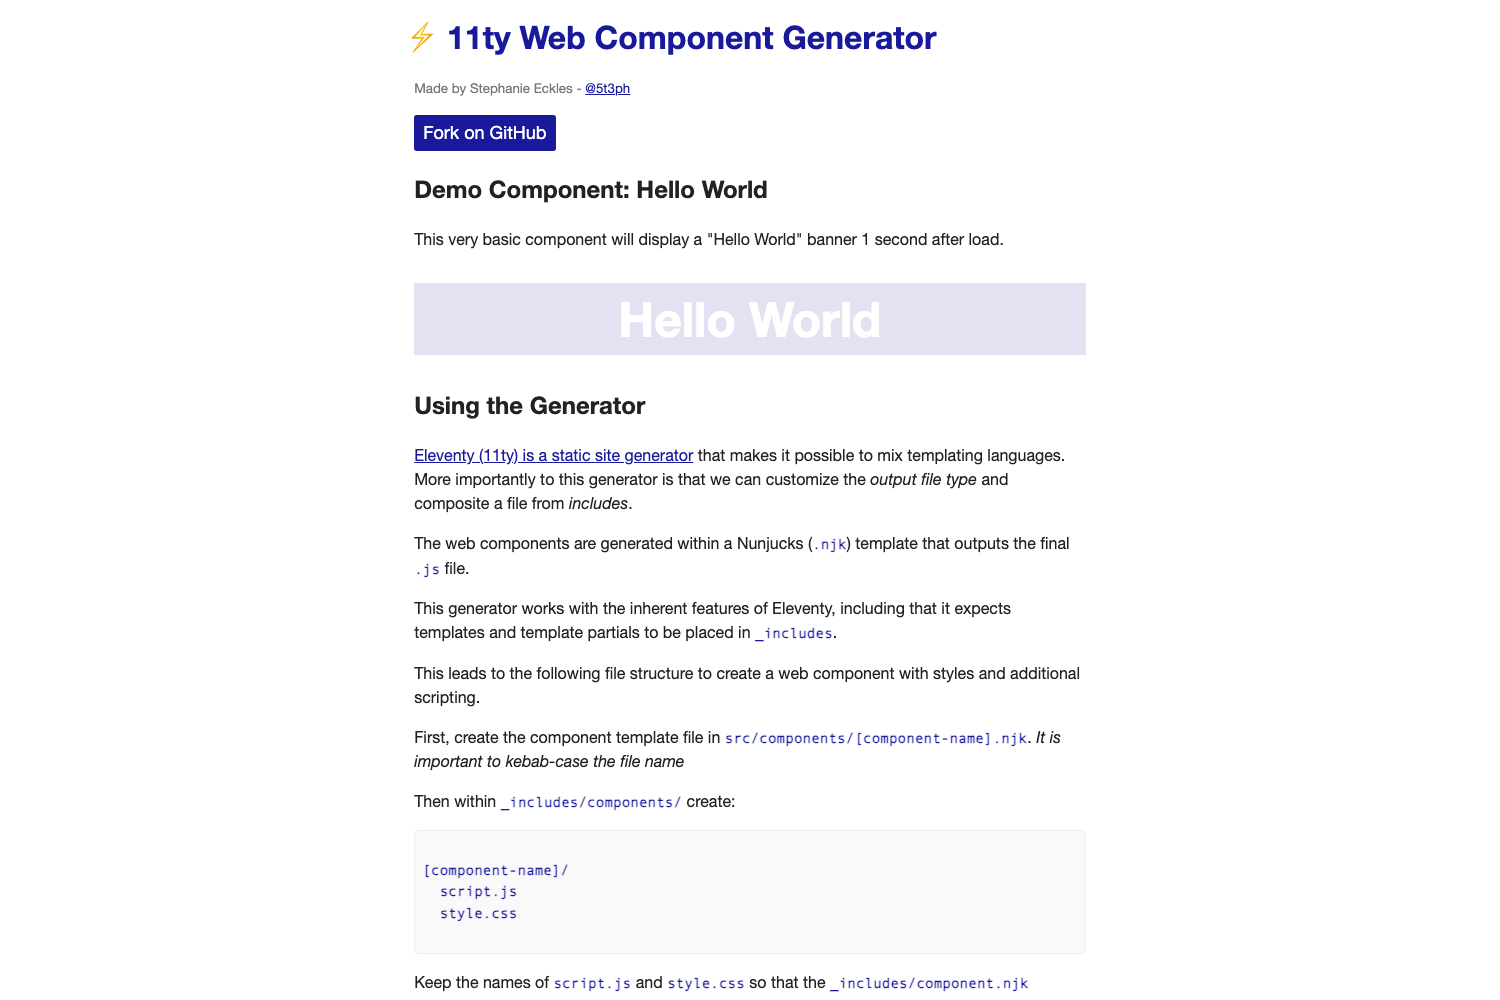 ⚡ 11ty Web Component Generator
Made by Stephanie Eckles - @5t3ph
Fork on GitHub
Demo Component: Hello World
This very basic component will display a "Hello World" banner 1 second after load.
Hello World
Using the Generator
Eleventy (11ty) is a static site generator that makes it possible to mix templating languages.
More importantly to this generator is that we can customize the output file type and
composite a file from includes.
The web components are generated within a Nunjucks (.njk) template that outputs the final
.js file.
This generator works with the inherent features of Eleventy, including that it expects
templates and template partials to be placed in _includes.
This leads to the following file structure to create a web component with styles and additional
scripting.
First, create the component template file in src/components/[component-name].njk. It is
important to kebab-case the file name
Then within _includes/components/ create:
[component-name]/
  script.js
  style.css
Keep the names of script.js and style.css so that the _includes/component.njk